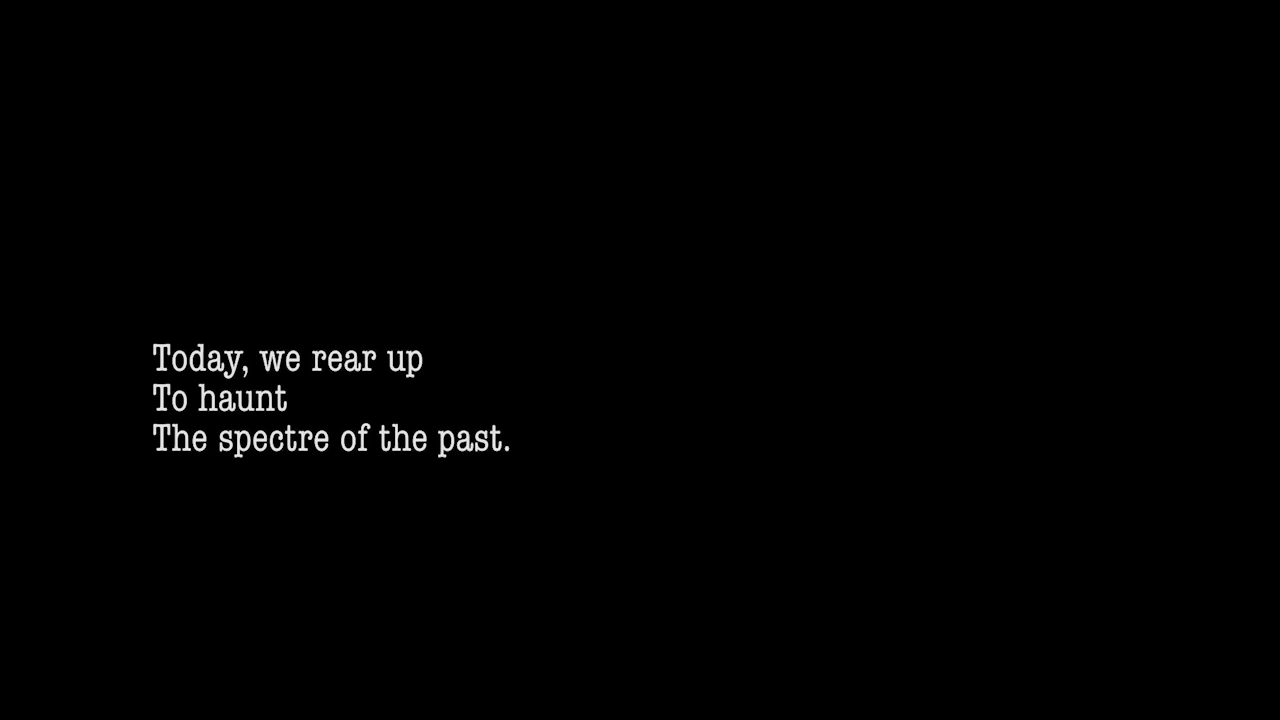 Today, we rear up
To haunt
The spectre of the past.